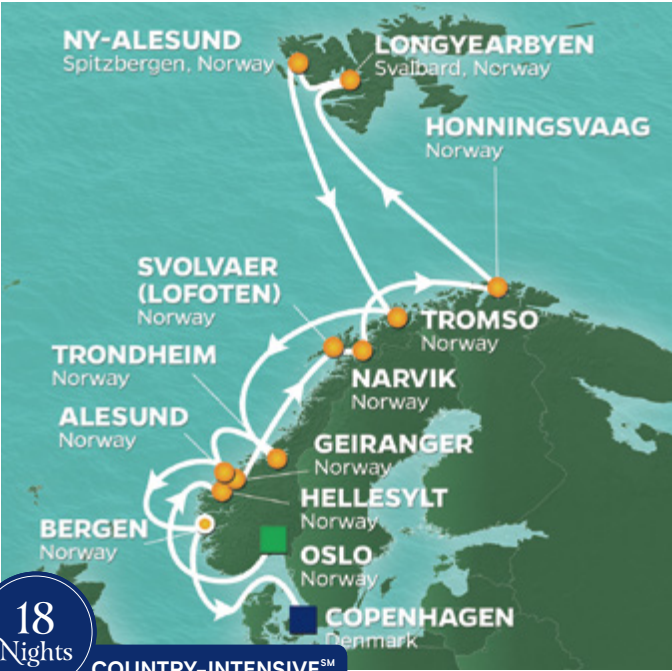 NY-ALESUND
Spitzbergen, Norway
LONGYEARBYEN
Svalbard, Norway
HONNINGSVAAG
Norway
SVOLVAER
(LOFOTEN)
Norway
TROMSO
Norway
TRONDHEIM
Norway
NARVIK
Norway
ALESUND
Norway
GEIRANGER
Norway
HELLESYLT
Norway
BERGEN
Norway
OSLO
Norway
COPENHAGEN
Denmark
18
Nights
COUNTRY-INTENSIVE℠